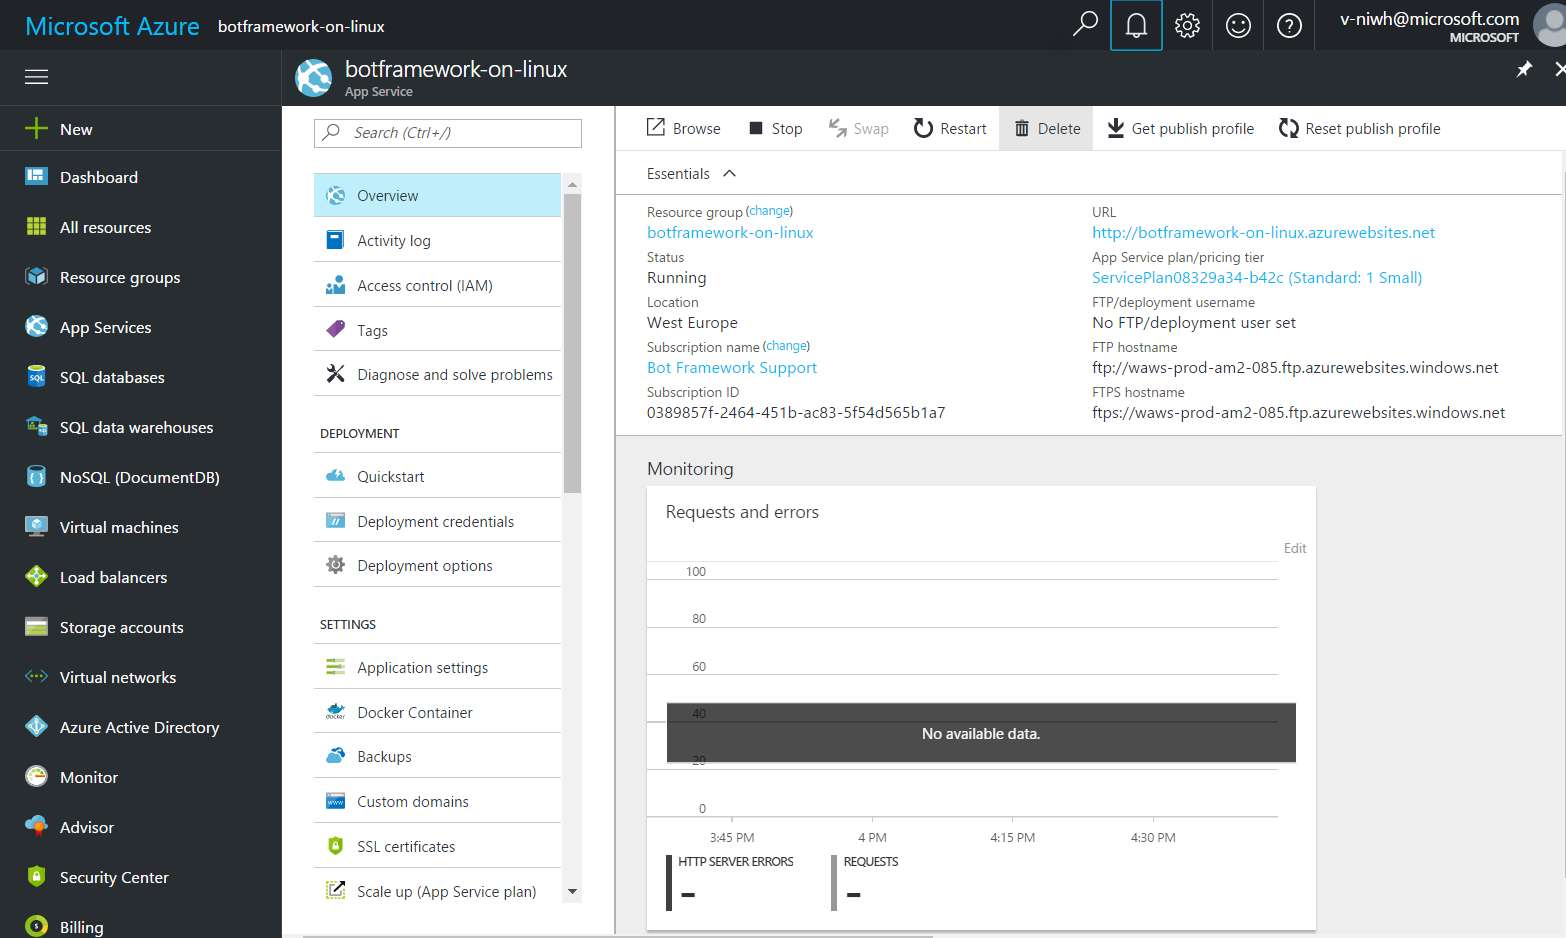 Microsoft Azure botframework-on-linux
v-niwh@microsoft.com
MICROSOFT
botframework-on-linux
App Service
New
Dashboard
All resources
Resource groups
App Services
SQL databases
SQL data warehouses
NoSQL (DocumentDB)
Virtual machines
Load balancers
Storage accounts
Virtual networks
Azure Active Directory
Monitor
Advisor
Security Center
Billing
Search (Ctrl+/)
Overview
Activity log
Access control (IAM)
Tags
Diagnose and solve problems
DEPLOYMENT
Quickstart
Deployment credentials
Deployment options
SETTINGS
Application settings
Docker Container
Backups
Custom domains
SSL certificates
Scale up (App Service plan)
Browse Stop Swap Restart Delete Get publish profile Reset publish profile
Essentials
Resource group (change)
botframework-on-linux
Status
Running
Location
West Europe
Subscription name (change)
Bot Framework Support
Subscription ID
0389857f-2464-451b-ac83-5f54d565b1a7
URL
http://botframework-on-linux.azurewebsites.net
App Service plan/pricing tier
ServicePlan08329a34-b42c (Standard: 1 Small)
FTP/deployment username
No FTP/deployment user set
FTP hostname
ftp://waws-prod-am2-085.ftp.azurewebsites.windows.net
FTPS hostname
ftps://waws-prod-am2-085.ftp.azurewebsites.windows.net
Monitoring
Requests and errors
Edit
100
80
60
40
No available data.
20
0
3:45 PM 4 PM 4:15 PM 4:30 PM
HTTP SERVER ERRORS
--
REQUESTS
--